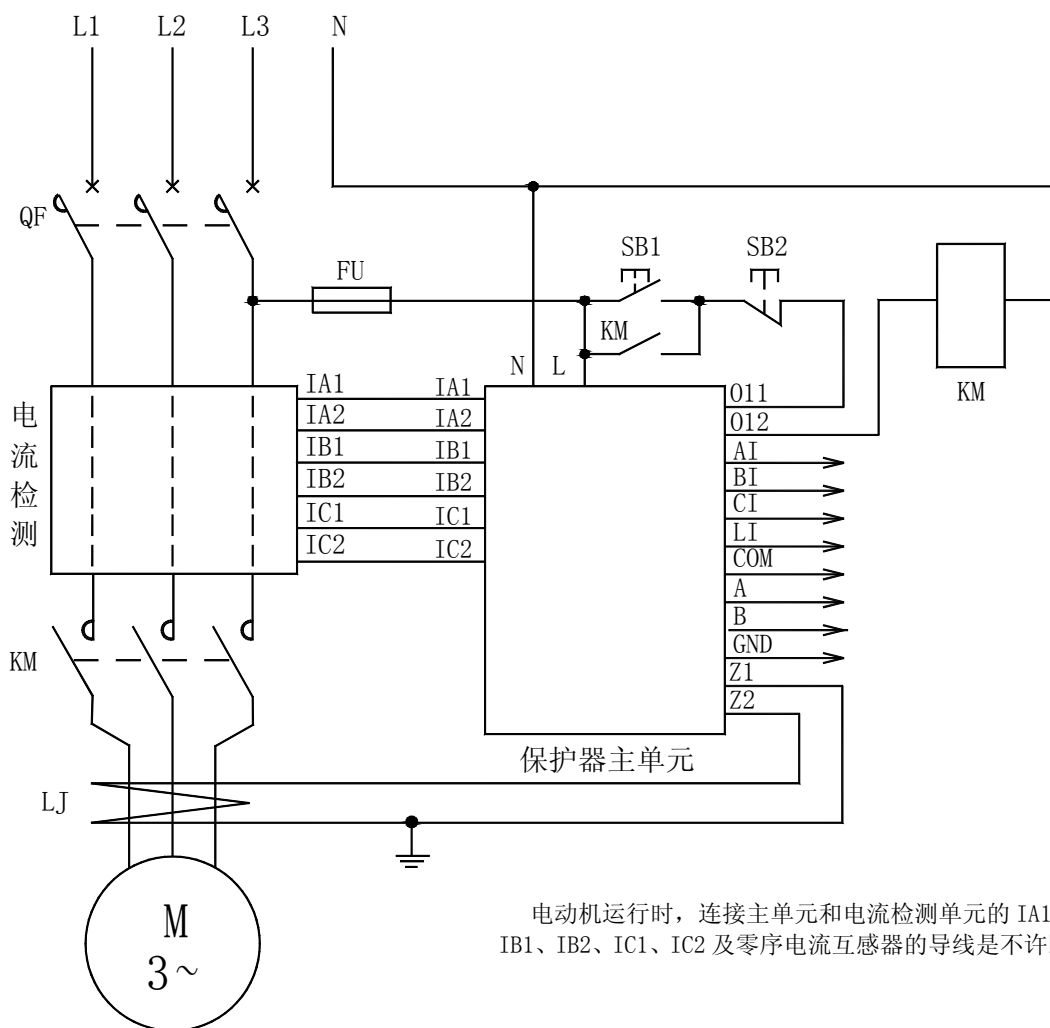 L1 L2 L3 N
QF
FU
SB1 SB2
KM
N L
KM
电流检测
IA1 IA1
IA2 IA2
IB1 IB1
IB2 IB2
IC1 IC1
IC2 IC2
O11
O12
AI
BI
CI
LI
COM
A
B
GND
Z1
Z2
KM
保护器主单元
LJ
M
3~
电动机运行时，连接主单元和电流检测单元的 IA1
IB1、IB2、IC1、IC2 及零序电流互感器的导线是不许